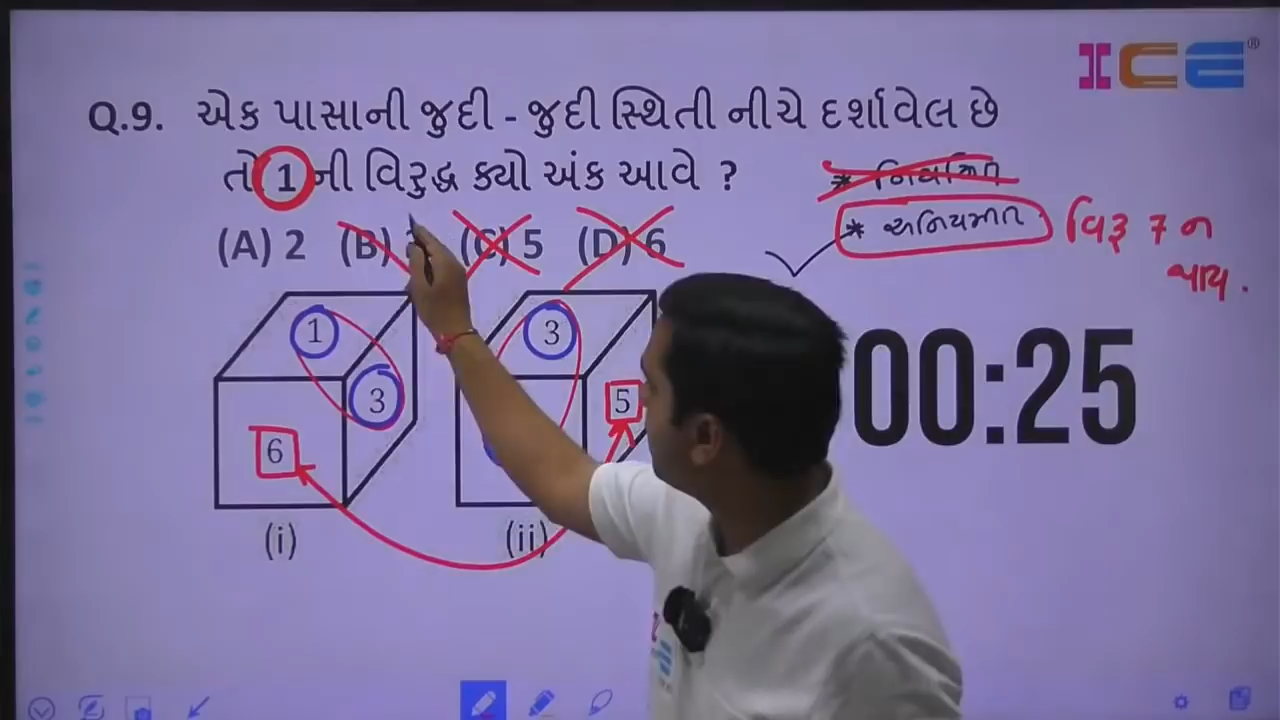 ICE®
Q.9. એક પાસાની જુદી - જુદી સ્થિતી નીચે દર્શાવેલ છે
તો 1 ની વિરુદ્ધ ક્યો અંક આવે ?
* નિયમિત
* અનિયમીત
વિરૂ 7 ન
થાય.
(A) 2 (B) (C) 5 (D) 6
1
3
6
(i)
3
5
(ii)
00:25